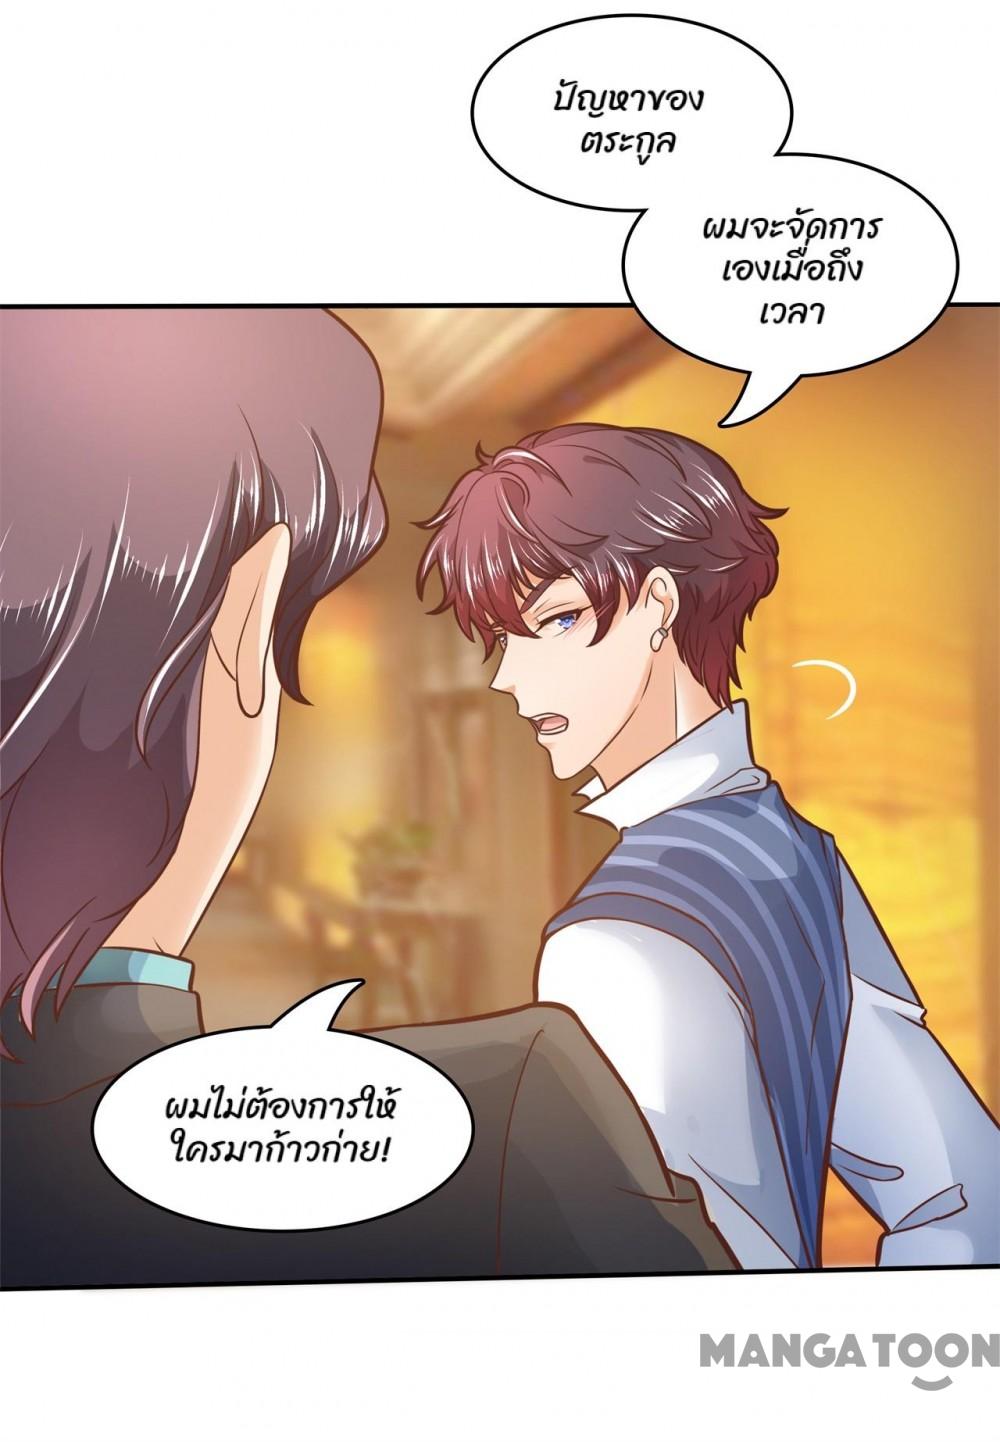 ปัญหาของ
ตระกูล
ผมจะจัดการ
เองเมื่อถึง
เวลา
ผมไม่ต้องการให้
ใครมาก้าวก่าย!
MANGATOON